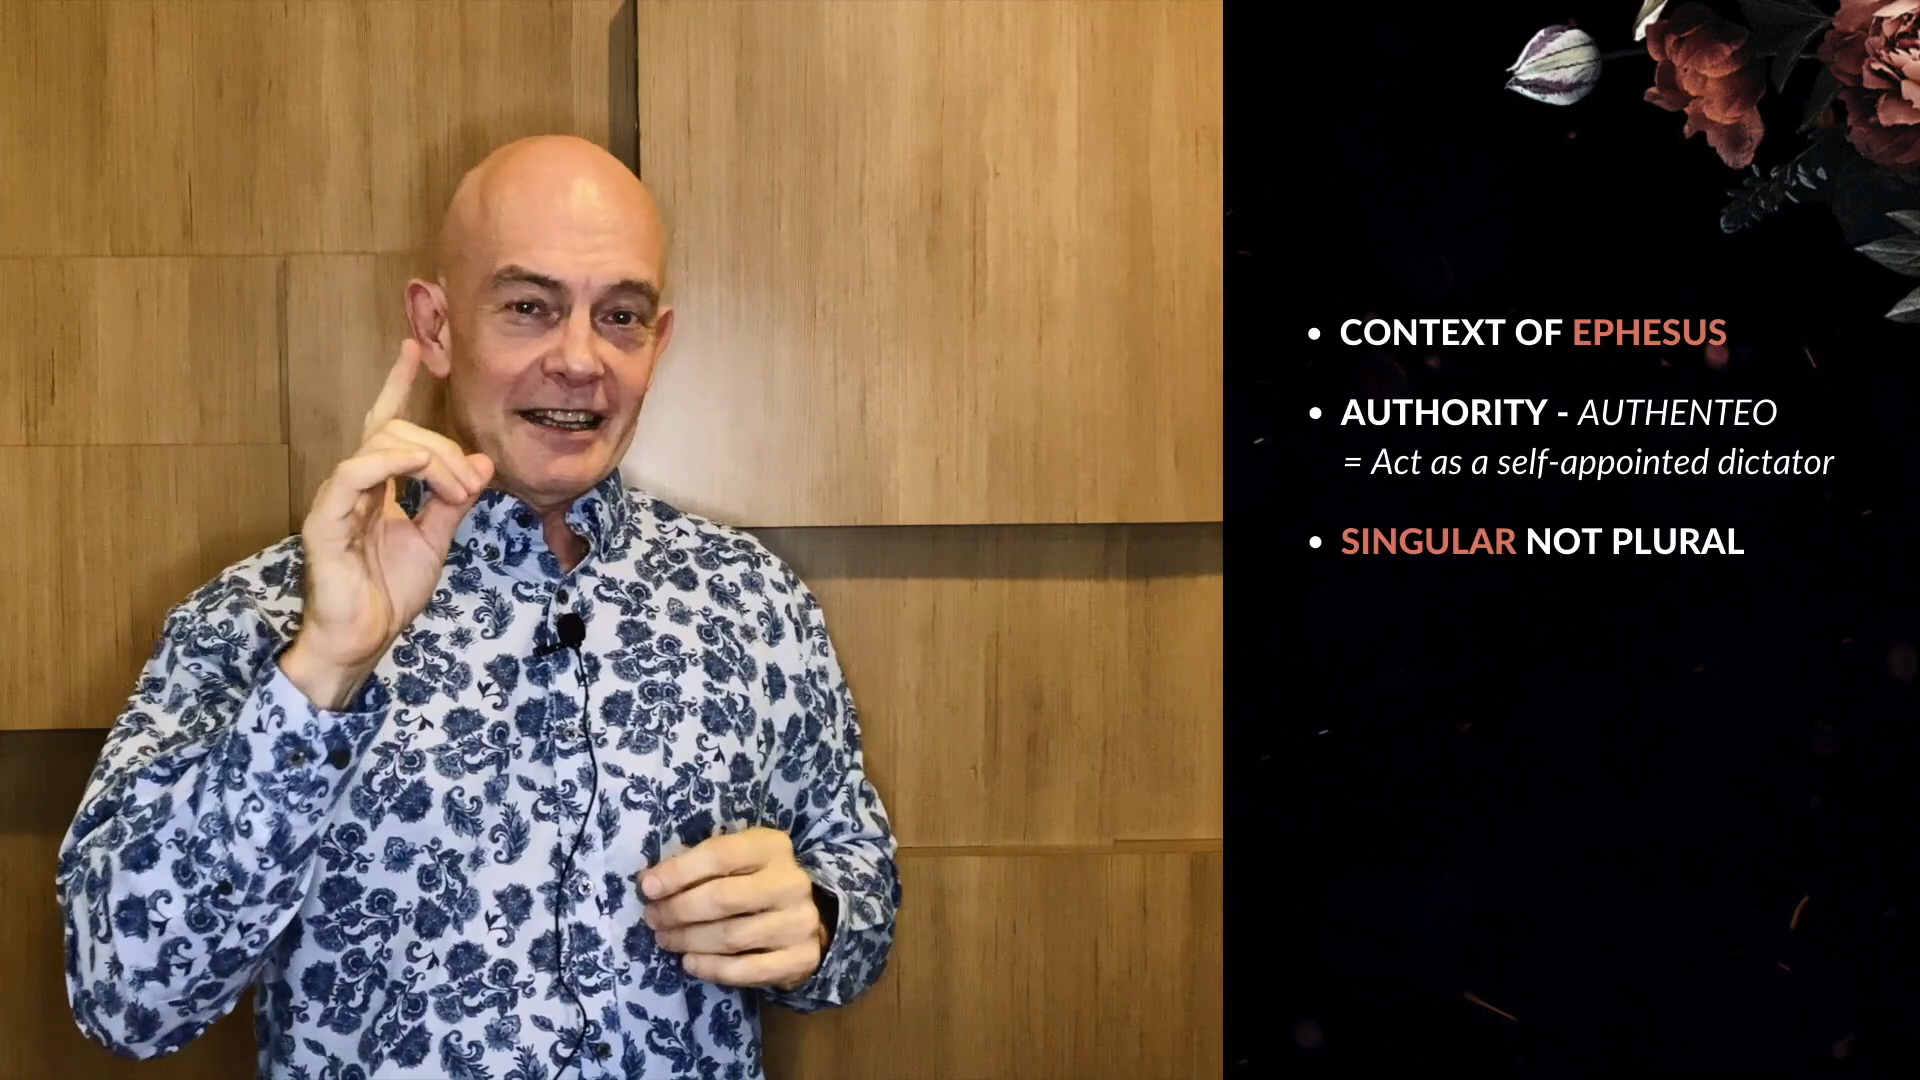 • CONTEXT OF EPHESUS
• AUTHORITY - AUTHENTEO
= Act as a self-appointed dictator
• SINGULAR NOT PLURAL